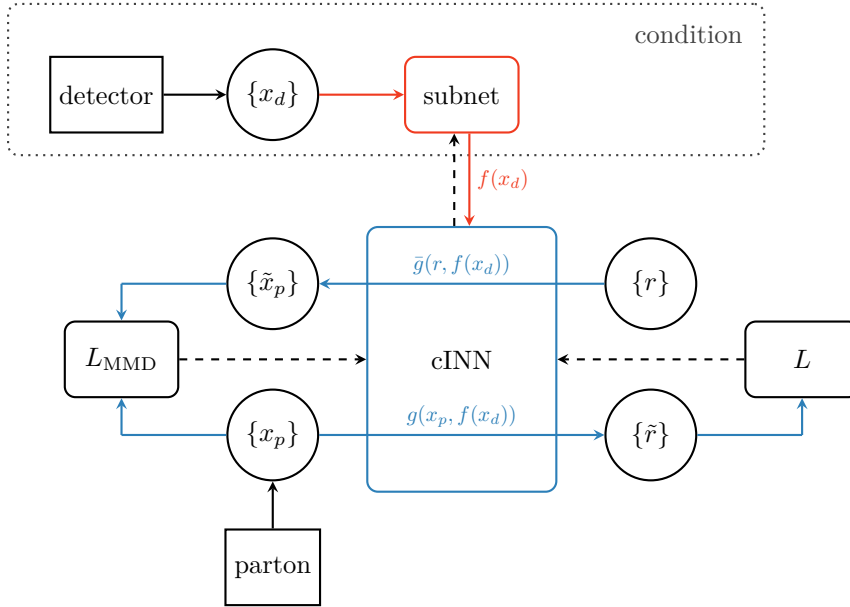 condition
detector
{x_d}
subnet
f(x_d)
{x̃_p}
ḡ(r, f(x_d))
{r}
L_MMD
cINN
L
{x_p}
g(x_p, f(x_d))
{r̃}
parton